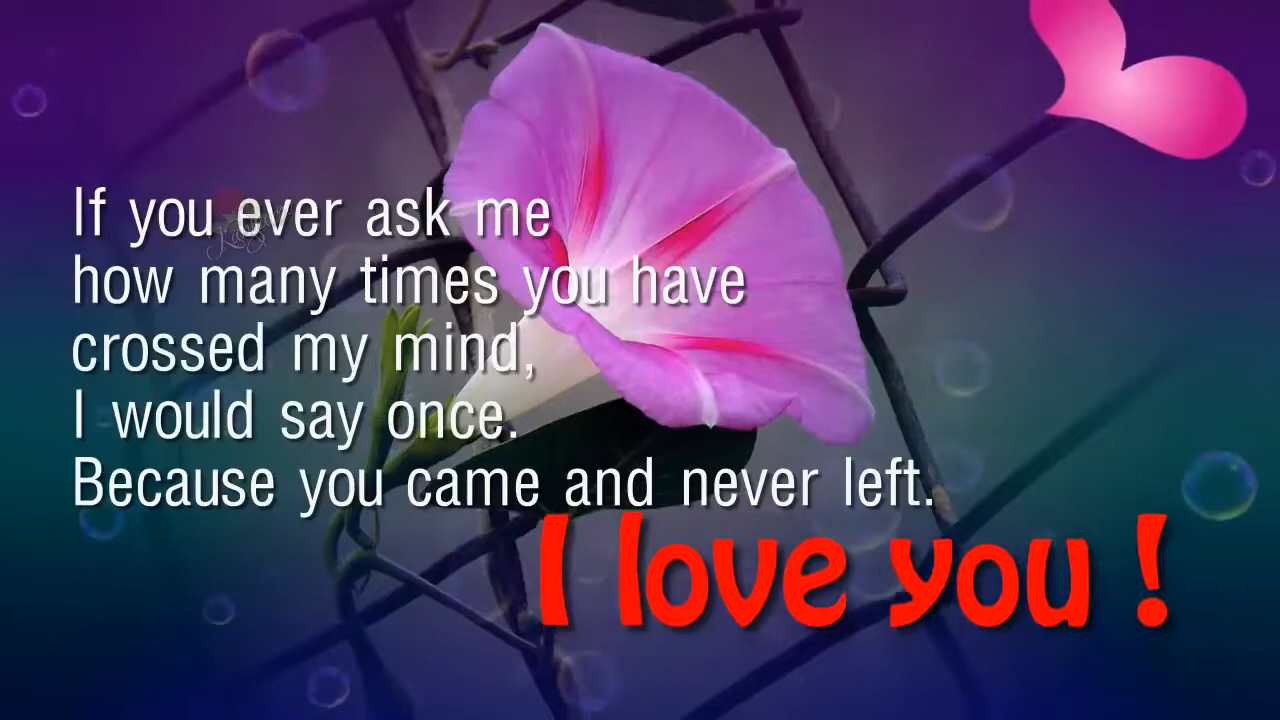 If you ever ask me
how many times you have
crossed my mind,
I would say once.
Because you came and never left.
I love you !